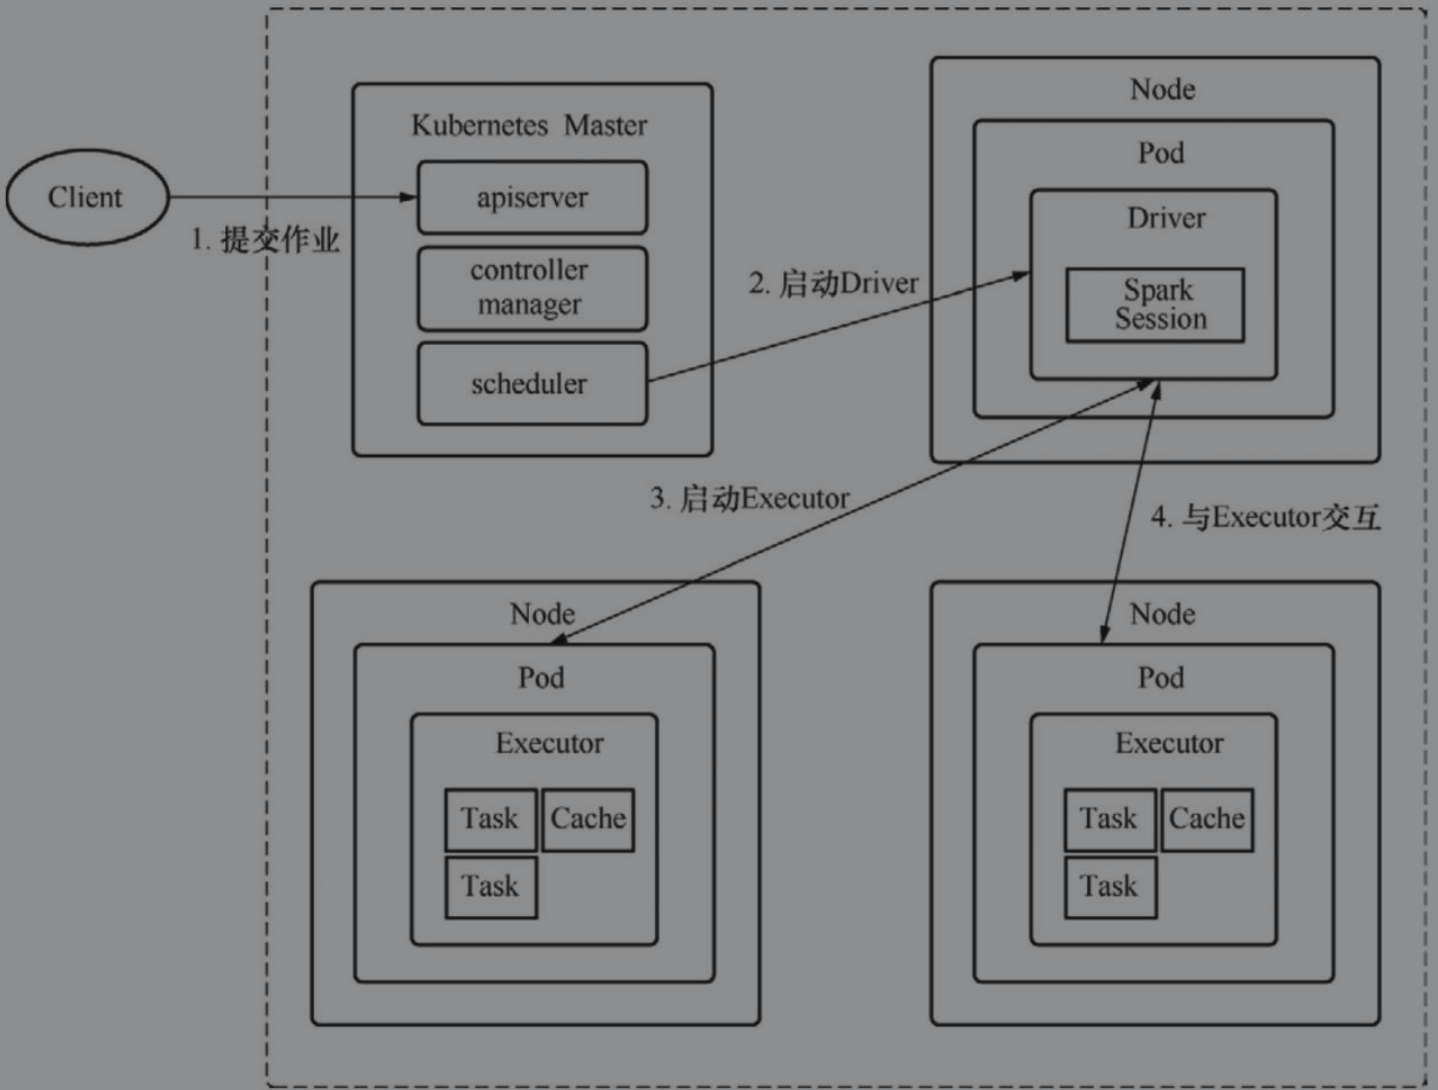 Kubernetes Master
Client
apiserver
1. 提交作业
controller
manager
scheduler
2. 启动Driver
Node
Pod
Driver
Spark
Session
3. 启动Executor
4. 与Executor交互
Node
Pod
Executor
Task Cache
Task
Node
Pod
Executor
Task Cache
Task